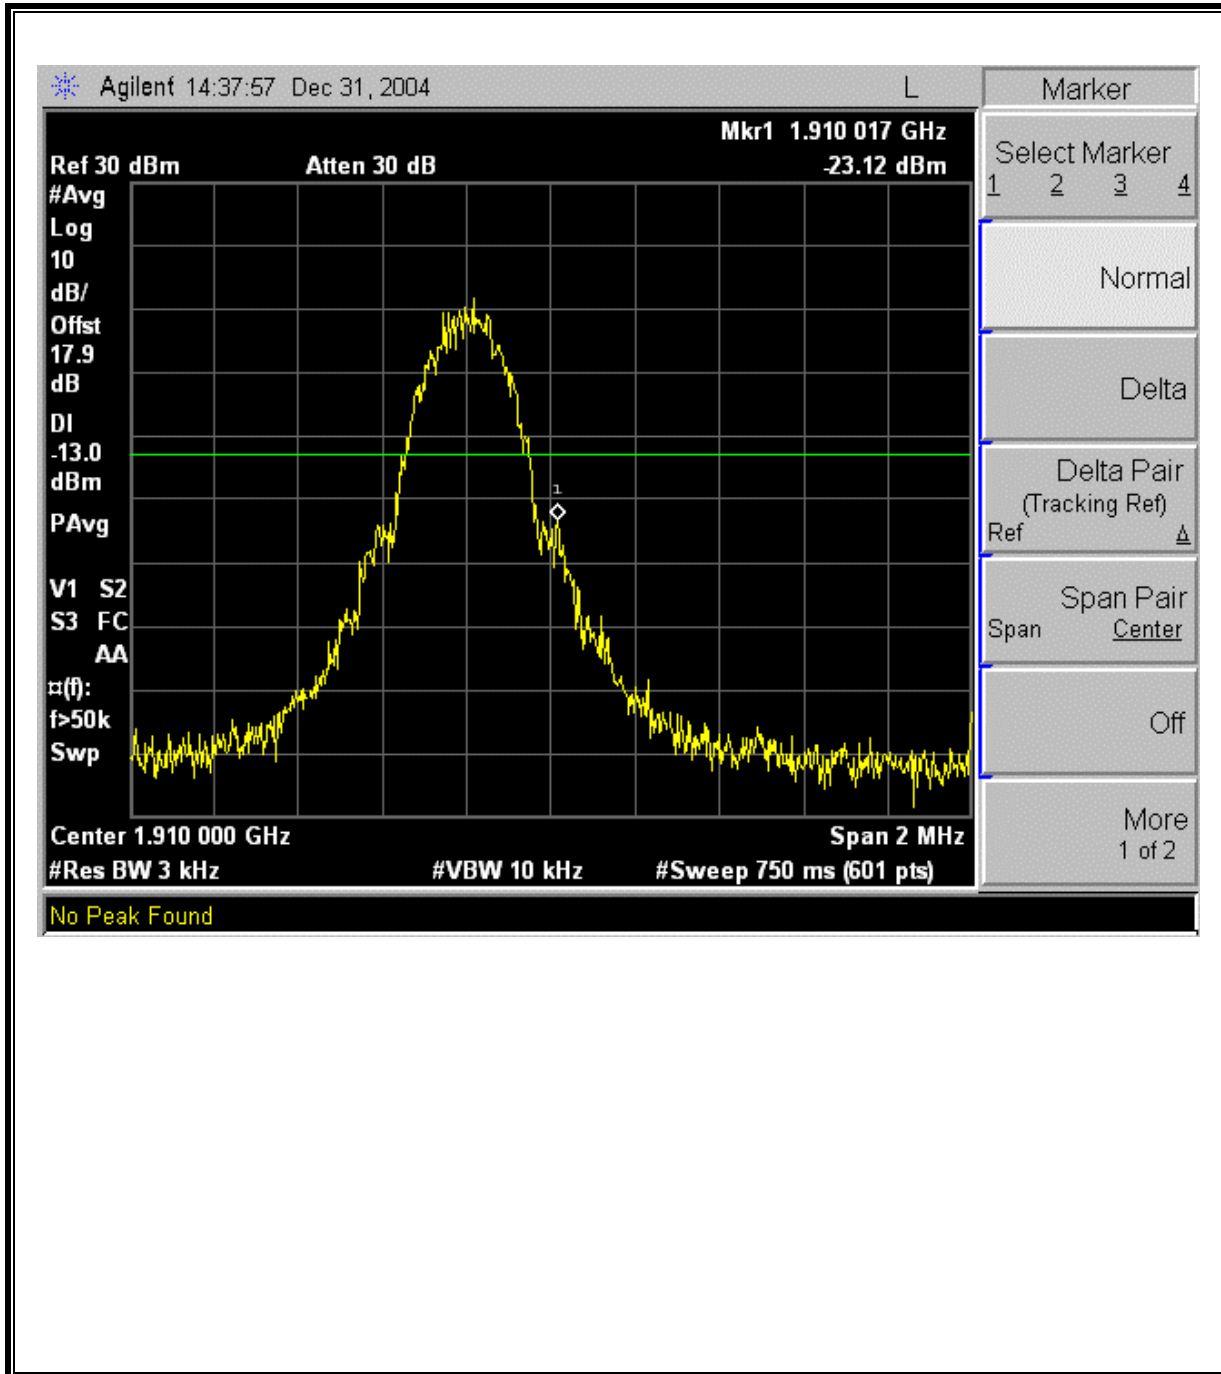 Agilent 14:37:57 Dec 31, 2004 L
Marker
Mkr1 1.910 017 GHz
Ref 30 dBm Atten 30 dB -23.12 dBm
#Avg
Log
10
dB/
Offst
17.9
dB
DI
-13.0
dBm
PAvg
V1 S2
S3 FC
AA
¤(f):
f>50k
Swp
1
Center 1.910 000 GHz Span 2 MHz
#Res BW 3 kHz #VBW 10 kHz #Sweep 750 ms (601 pts)
No Peak Found
Select Marker
1 2 3 4
Normal
Delta
Delta Pair
(Tracking Ref)
Ref Δ
Span Pair
Span Center
Off
More
1 of 2